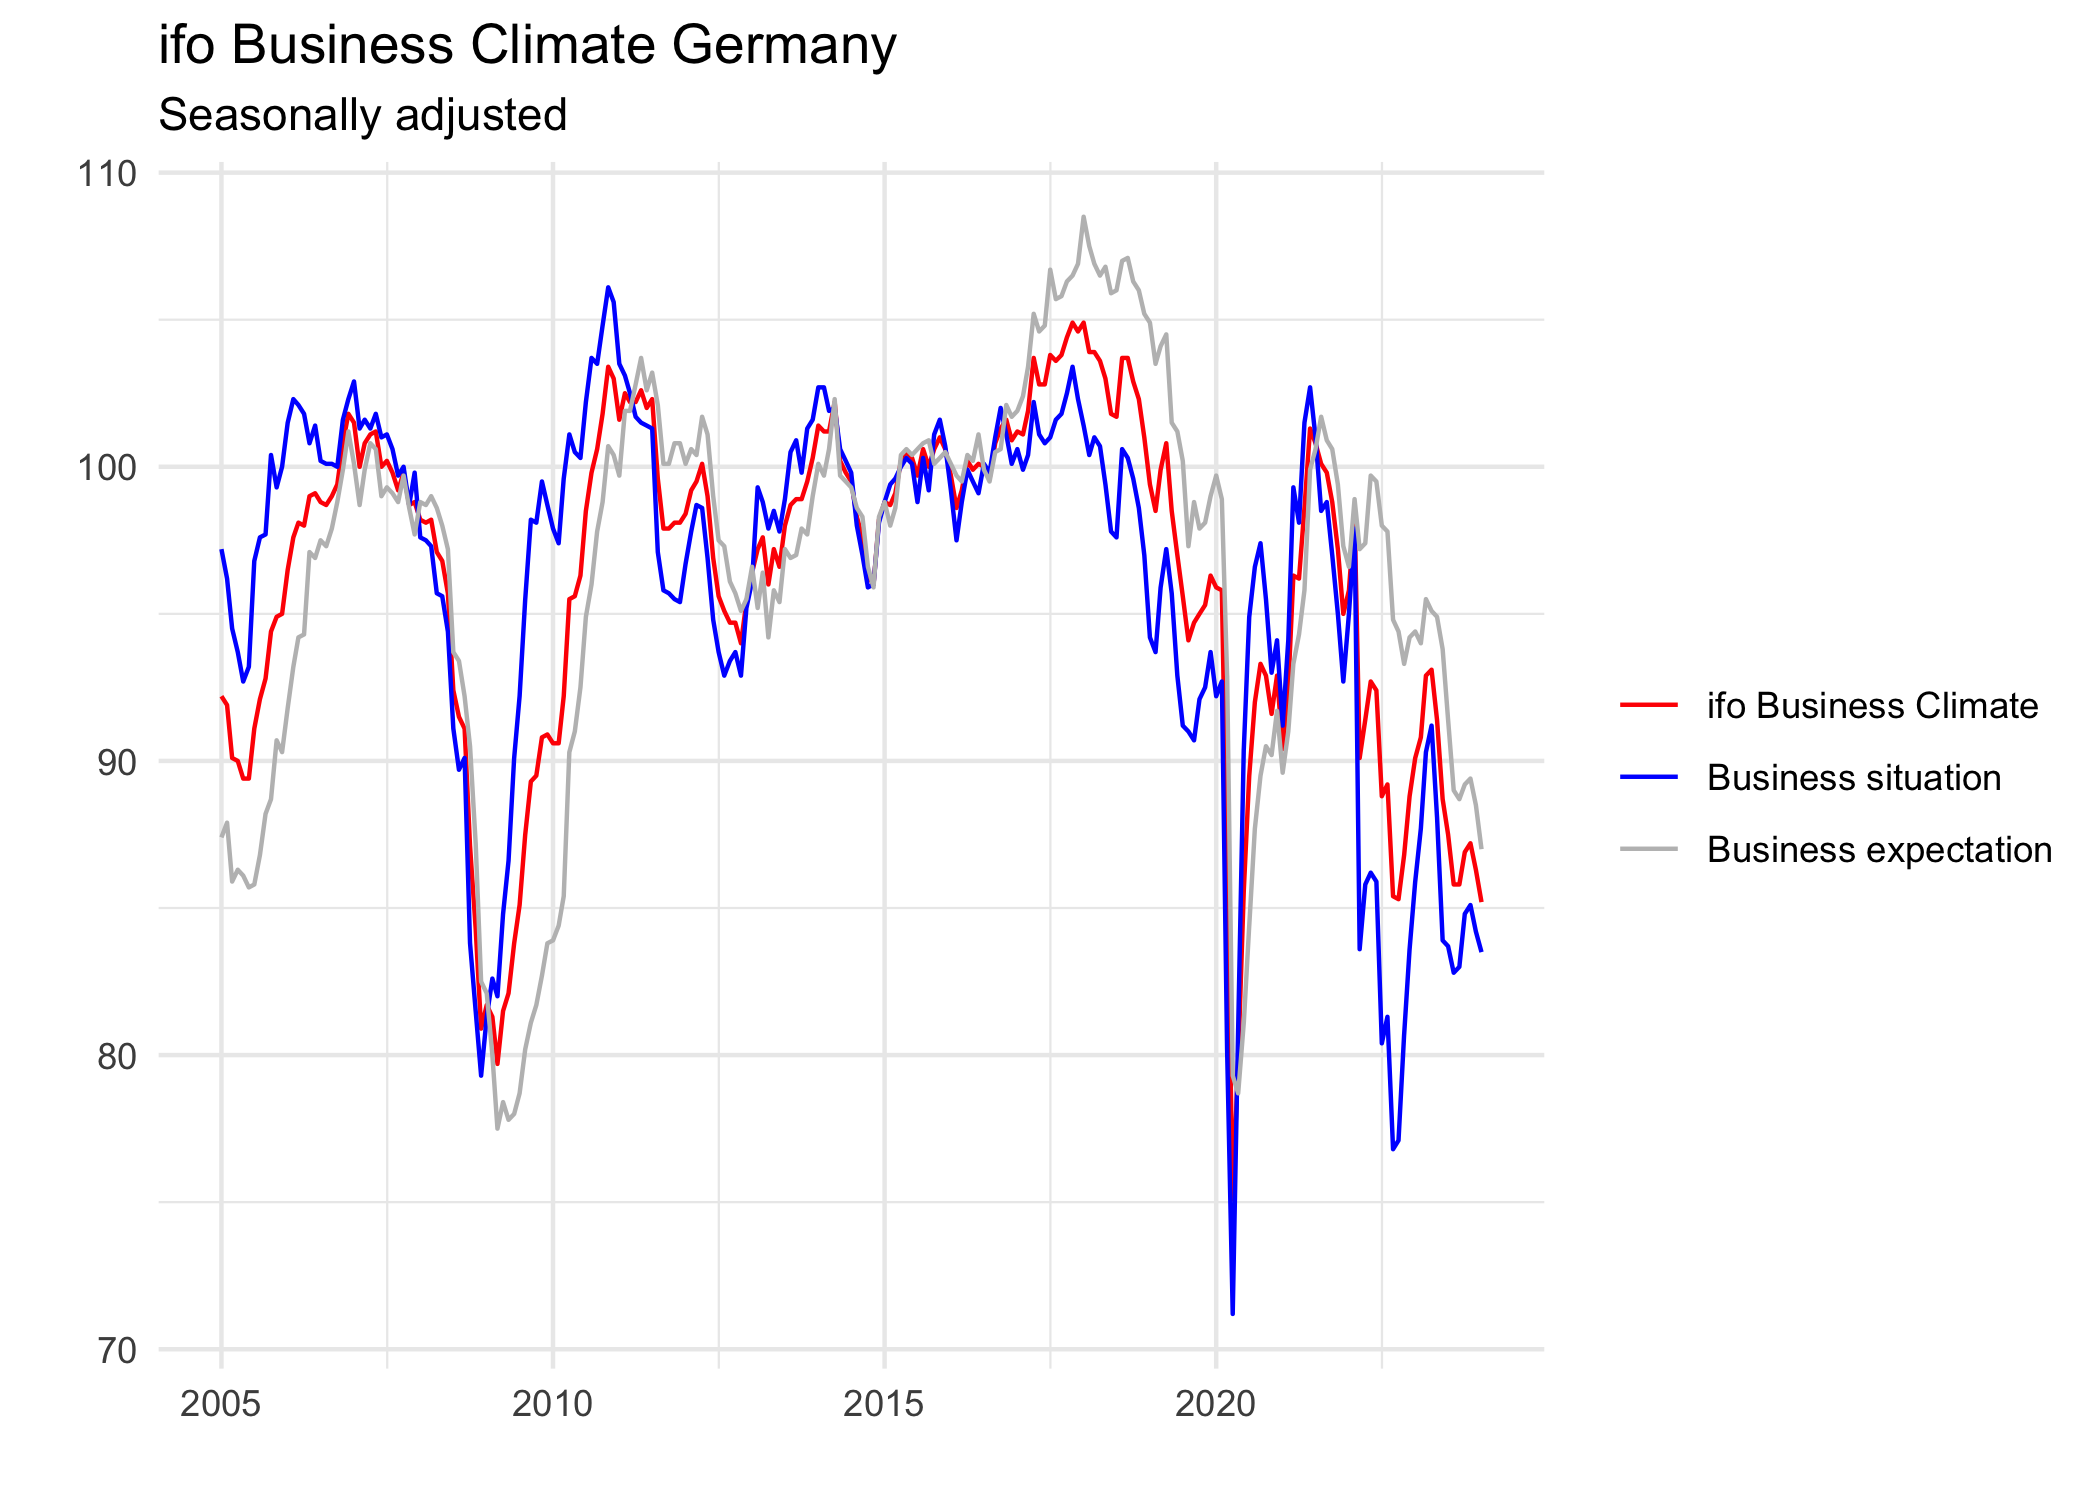 ifo Business Climate Germany
Seasonally adjusted
110
100
90
80
70
2005
2010
2015
2020
ifo Business Climate
Business situation
Business expectation